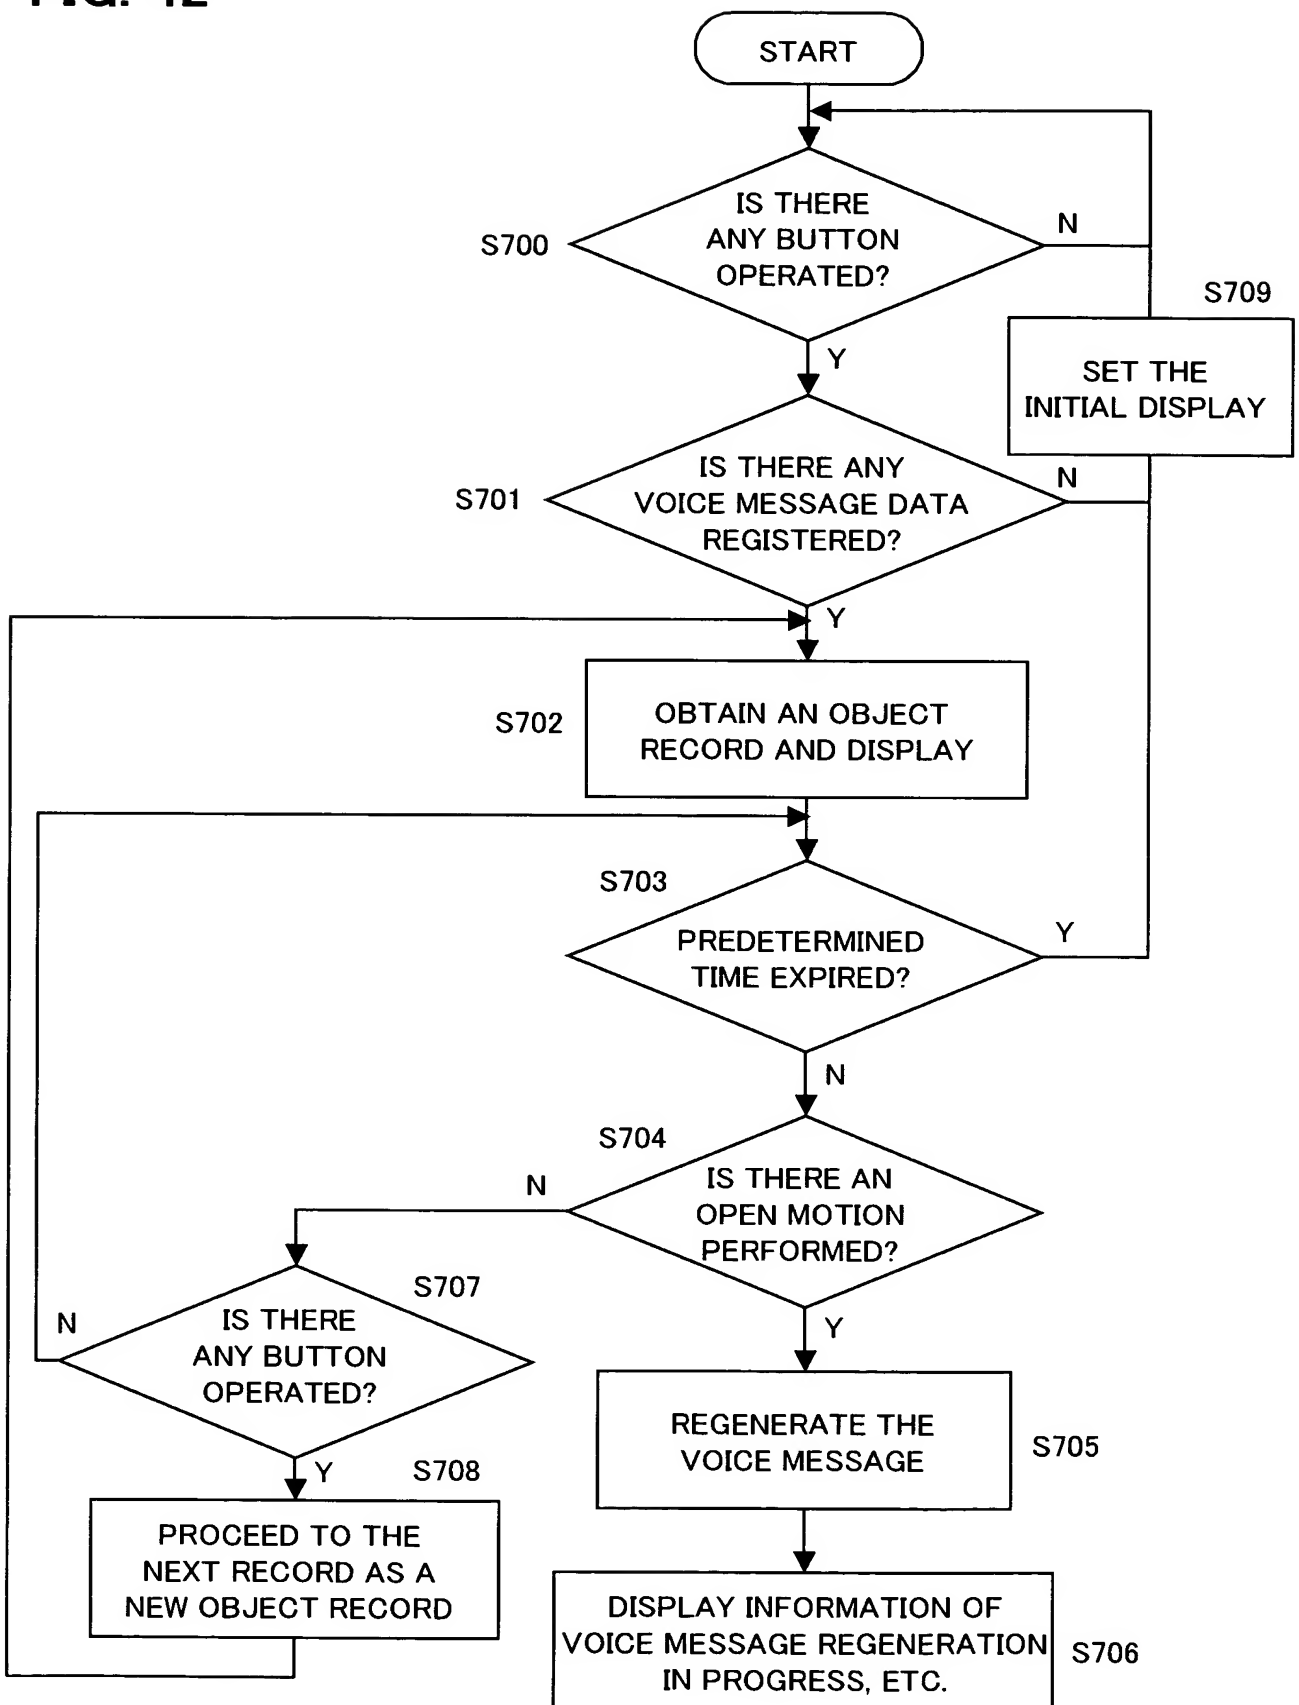 START
IS THERE
ANY BUTTON
OPERATED?
N
S700
S709
Y
SET THE
INITIAL DISPLAY
IS THERE ANY
VOICE MESSAGE DATA
REGISTERED?
N
S701
Y
OBTAIN AN OBJECT
RECORD AND DISPLAY
S702
S703
PREDETERMINED
TIME EXPIRED?
Y
N
S704
IS THERE AN
OPEN MOTION
PERFORMED?
N
S707
IS THERE
ANY BUTTON
OPERATED?
N
Y
Y
REGENERATE THE
VOICE MESSAGE
S705
S708
PROCEED TO THE
NEXT RECORD AS A
NEW OBJECT RECORD
DISPLAY INFORMATION OF
VOICE MESSAGE REGENERATION
IN PROGRESS, ETC.
S706